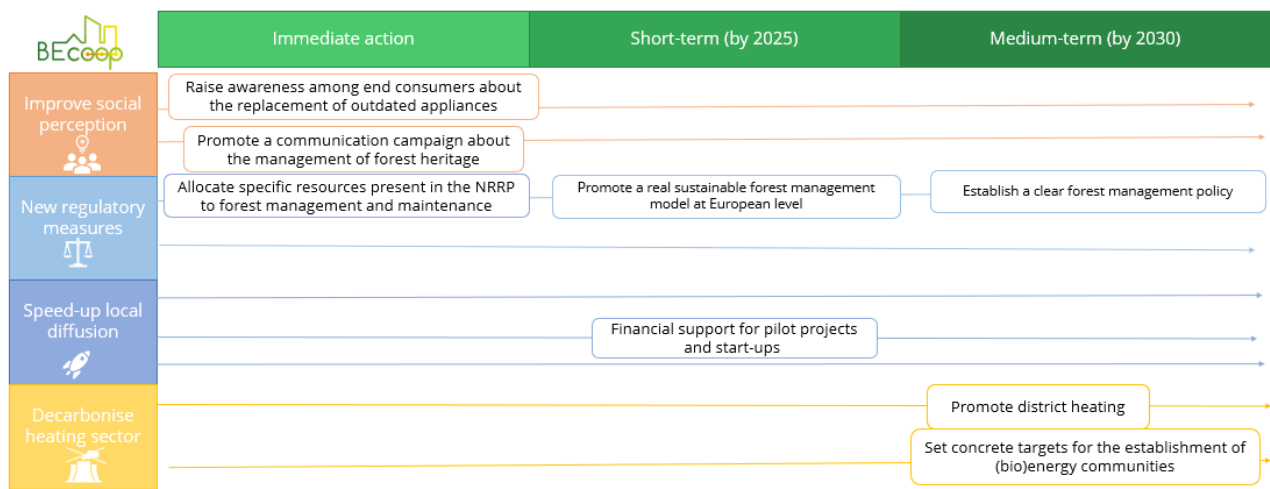 BECOOP
Immediate action
Short-term (by 2025)
Medium-term (by 2030)
Improve social
perception
Raise awareness among end consumers about
the replacement of outdated appliances
Promote a communication campaign about
the management of forest heritage
New regulatory
measures
Allocate specific resources present in the NRRP
to forest management and maintenance
Promote a real sustainable forest management
model at European level
Establish a clear forest management policy
Speed-up local
diffusion
Financial support for pilot projects
and start-ups
Decarbonise
heating sector
Promote district heating
Set concrete targets for the establishment of
(bio)energy communities